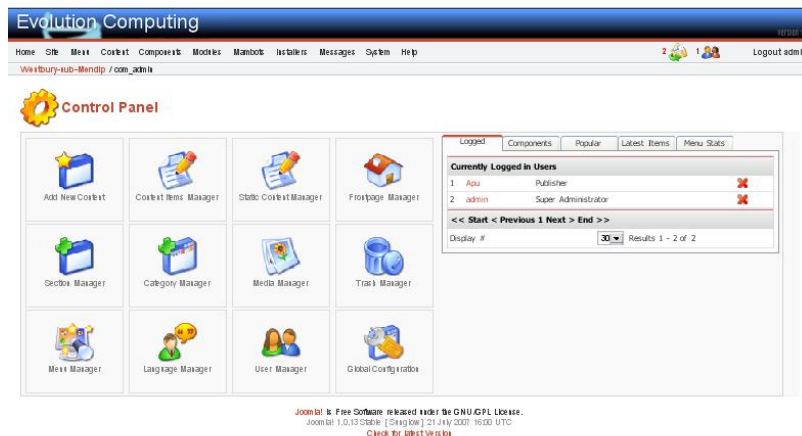 Evolution Computing
Home Site Menu Content Components Modules Mambots Installers Messages System Help 2 1 Logout admi
Westbury-sub-Mendip / com_admin
Control Panel
Logged Components Popular Latest Items Menu Stats
Currently Logged in Users
1 Apu Publisher
2 admin Super Administrator
<< Start < Previous 1 Next > End >>
Display # 30 Results 1 - 2 of 2
Add New Content Content Items Manager Static Content Manager Frontpage Manager
Section Manager Category Manager Media Manager Trash Manager
Menu Manager Language Manager User Manager Global Configuration
Joomla! is Free Software released under the GNU/GPL License.
Joomla! 1.0.13 Stable [ Sunglow ] 21 July 2007 16:00 UTC
Check for latest Version